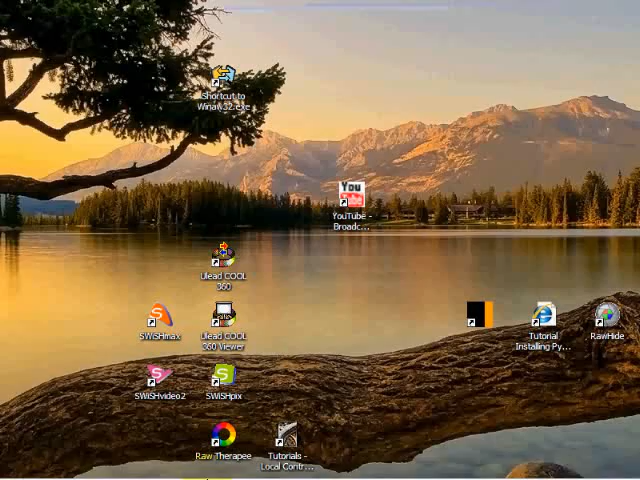 Shortcut to
Winaw32.exe
You
Tube
YouTube -
Broadc...
Ulead COOL
360
SWiSHmax
Ulead COOL
360 Viewer
Tutorial
Installing Py...
RawHide
SWiSHvideo2
SWiSHpix
Raw Therapee
Tutorials -
Local Contr...